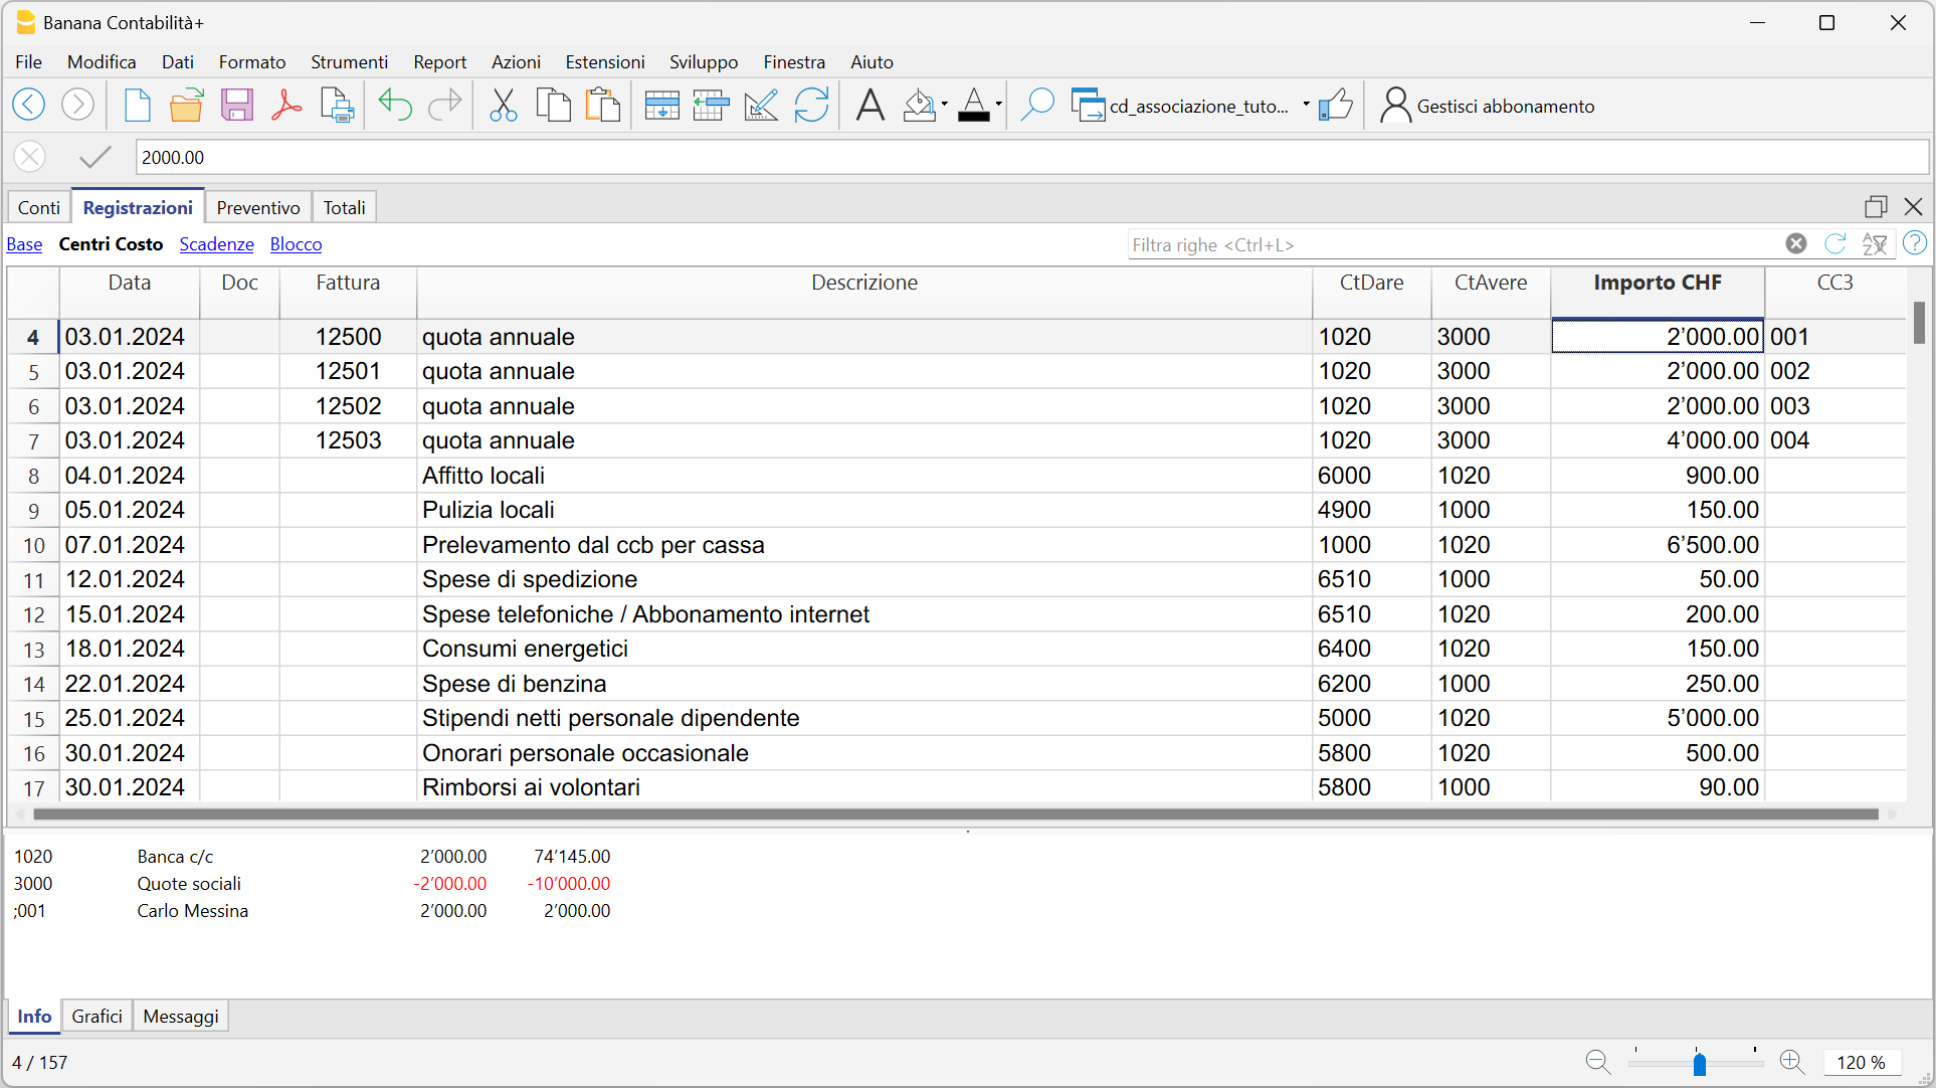 Banana Contabilità+
File Modifica Dati Formato Strumenti Report Azioni Estensioni Sviluppo Finestra Aiuto
A A cd_associazione_tuto... Gestisci abbonamento
2000.00
Conti Registrazioni Preventivo Totali
Base Centri Costo Scadenze Blocco Filtra righe <Ctrl+L> AZ ?
Data Doc Fattura Descrizione CtDare CtAvere Importo CHF CC3
4 03.01.2024 12500 quota annuale 1020 3000 2’000.00 001
5 03.01.2024 12501 quota annuale 1020 3000 2’000.00 002
6 03.01.2024 12502 quota annuale 1020 3000 2’000.00 003
7 03.01.2024 12503 quota annuale 1020 3000 4’000.00 004
8 04.01.2024 Affitto locali 6000 1020 900.00
9 05.01.2024 Pulizia locali 4900 1000 150.00
10 07.01.2024 Prelevamento dal ccb per cassa 1000 1020 6’500.00
11 12.01.2024 Spese di spedizione 6510 1000 50.00
12 15.01.2024 Spese telefoniche / Abbonamento internet 6510 1020 200.00
13 18.01.2024 Consumi energetici 6400 1020 150.00
14 22.01.2024 Spese di benzina 6200 1000 250.00
15 25.01.2024 Stipendi netti personale dipendente 5000 1020 5’000.00
16 30.01.2024 Onorari personale occasionale 5800 1020 500.00
17 30.01.2024 Rimborsi ai volontari 5800 1000 90.00
1020 Banca c/c 2’000.00 74’145.00
3000 Quote sociali -2’000.00 -10’000.00
;001 Carlo Messina 2’000.00 2’000.00
Info Grafici Messaggi
4 / 157 120 %